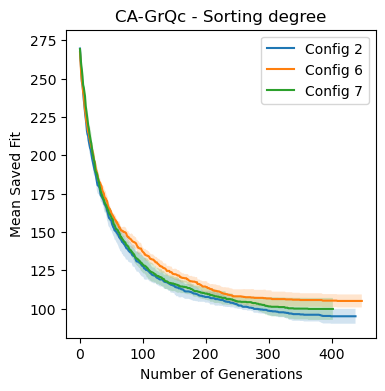 CA-GrQc - Sorting degree
Config 2
Config 6
Config 7
Mean Saved Fit
275
250
225
200
175
150
125
100
0 100 200 300 400
Number of Generations